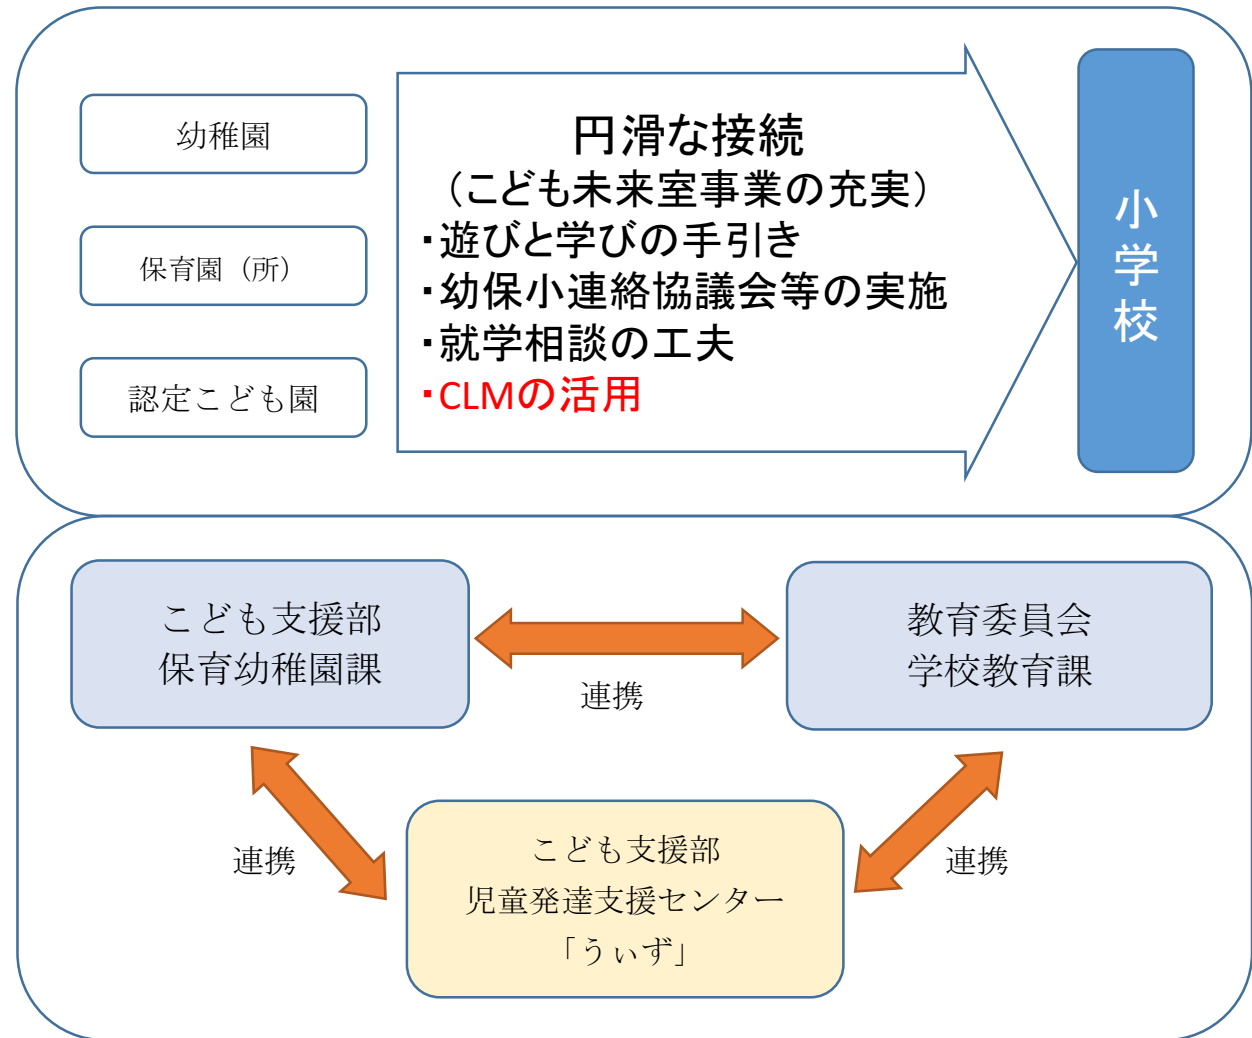 幼稚園
保育園（所）
認定こども園
円滑な接続
（こども未来室事業の充実）
・遊びと学びの手引き
・幼保小連絡協議会等の実施
・就学相談の工夫
・CLMの活用
小学校
こども支援部
保育幼稚園課
連携
教育委員会
学校教育課
連携
こども支援部
児童発達支援センター
「うぃず」
連携